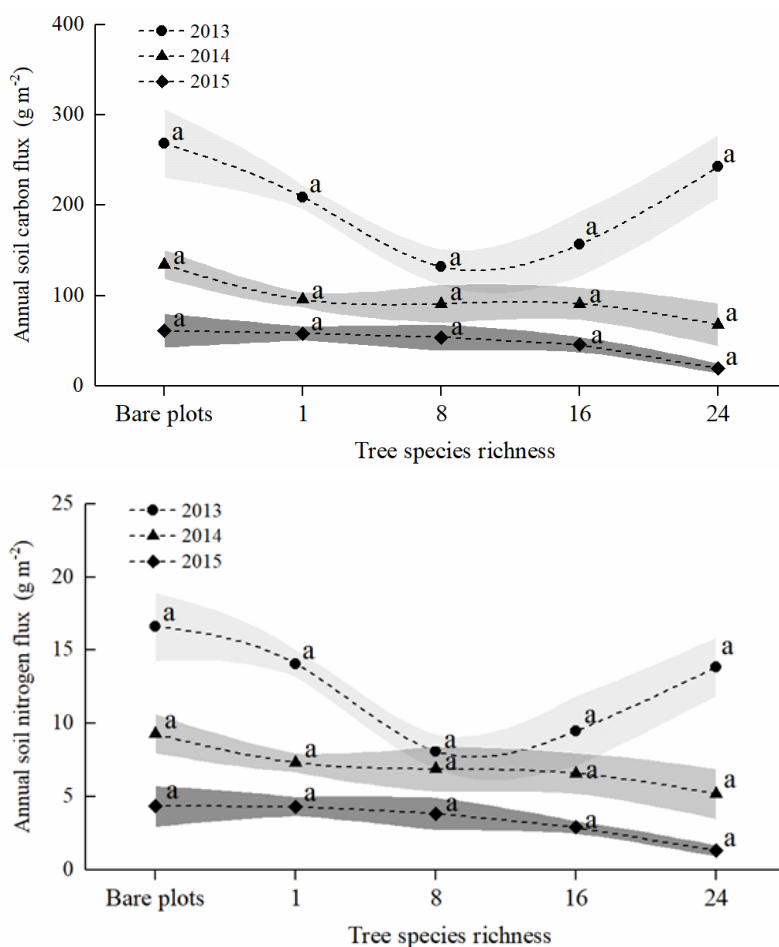 400
300
200
100
0
Annual soil carbon flux (g m⁻²)
2013
2014
2015
a a a a a
a a a a a
a a a a a
Bare plots 1 8 16 24
Tree species richness
25
20
15
10
5
0
Annual soil nitrogen flux (g m⁻²)
2013
2014
2015
a a a a a
a a a a a
a a a a a
Bare plots 1 8 16 24
Tree species richness